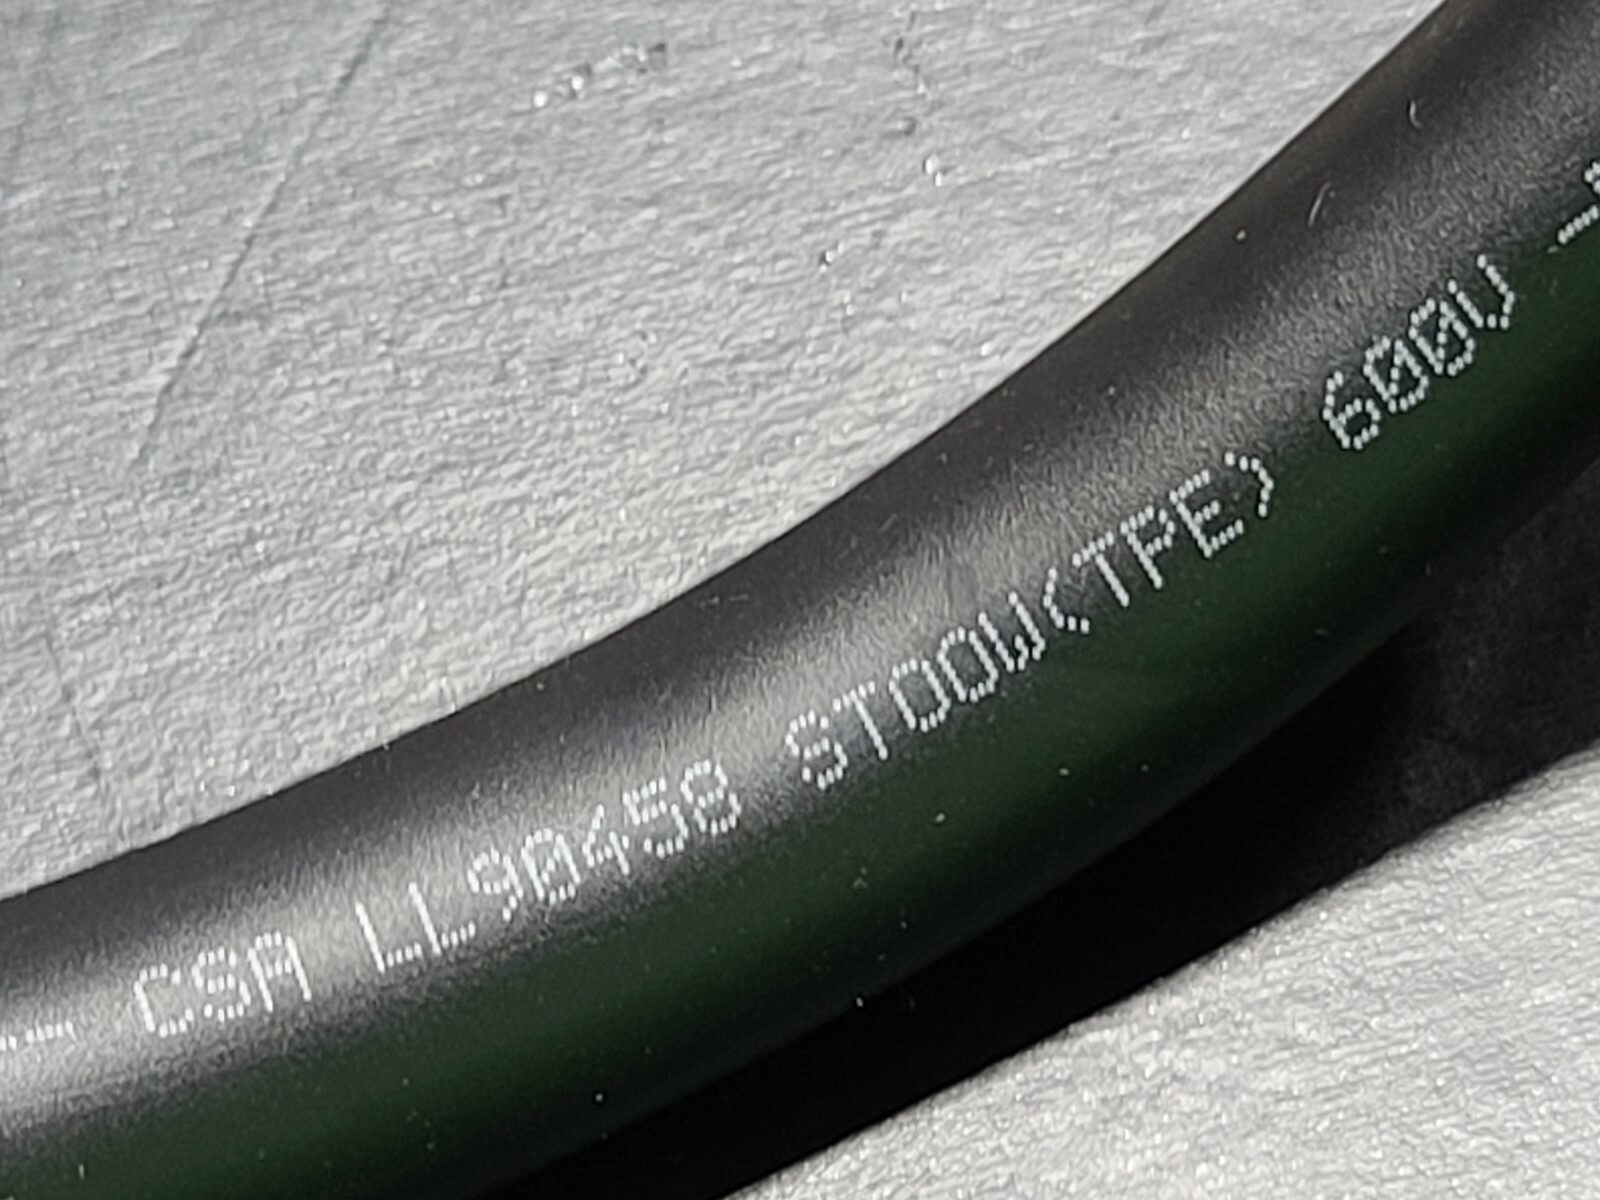 -- CSA LL90458 STOOW(TPE) 600V --